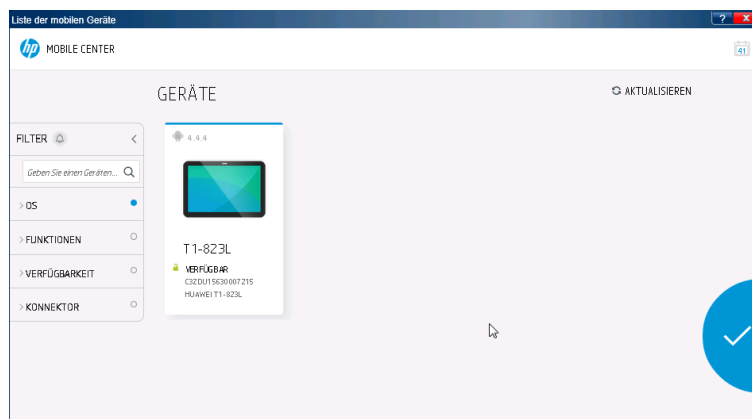 Liste der mobilen Geräte
hp MOBILE CENTER
41
GERÄTE
AKTUALISIEREN
FILTER
Geben Sie einen Geräten...
OS
FUNKTIONEN
VERFÜGBARKEIT
KONNEKTOR
4.4.4
T1-823L
VERFÜGBAR
C3ZDU15630007215
HUAWEI T1-823L